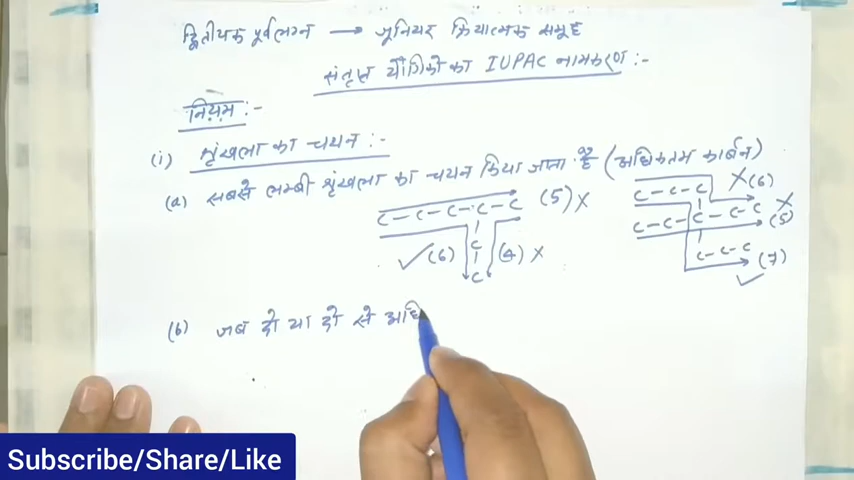 द्वितीयक पूर्वलग्न → जूनियर क्रियात्मक समूह
संतृप्त यौगिकों का IUPAC नामकरण :-
नियम :-
(i) शृंखला का चयन :-
(a) सबसे लम्बी शृंखला का चयन किया जाता है (अधिकतम कार्बन)
C-C-C-C-C (5) ×
C
C
✓(6) (4) ×
C-C-C ×(6)
C-C-C-C-C × (5)
C-C-C (7) ✓
(b) जब दो या दो से अधि
Subscribe/Share/Like